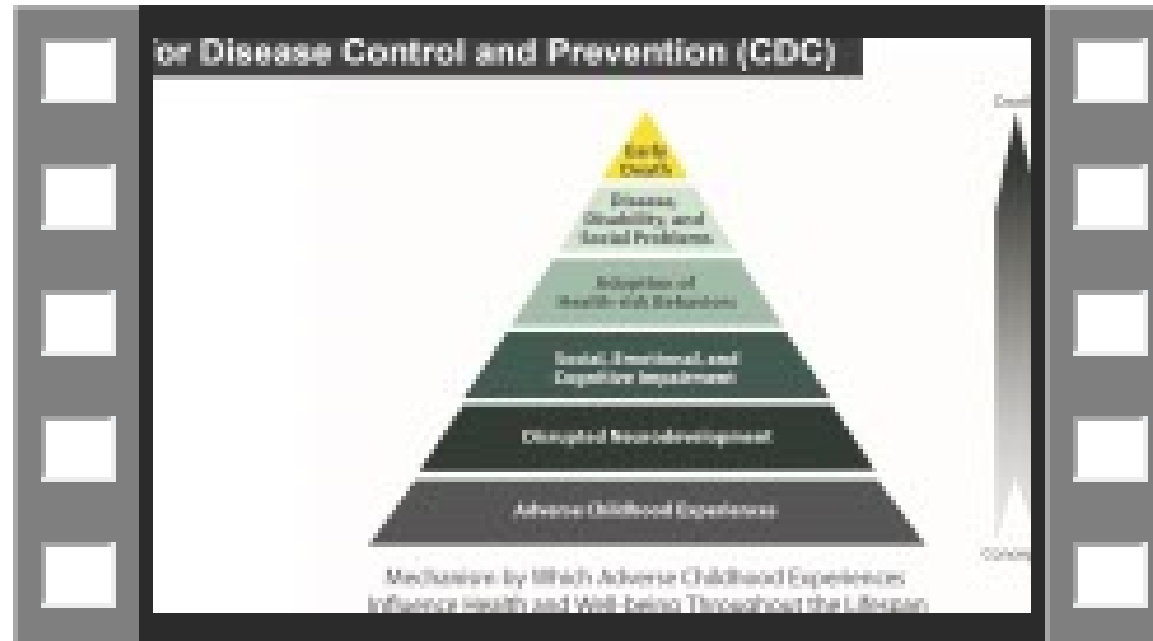 or Disease Control and Prevention (CDC)
Death
Early
Death
Disease,
Disability, and
Social Problems
Adoption of
Health-risk Behaviors
Social, Emotional, and
Cognitive Impairment
Disrupted Neurodevelopment
Adverse Childhood Experiences
Mechanism by Which Adverse Childhood Experiences
Influence Health and Well-being Throughout the Lifespan